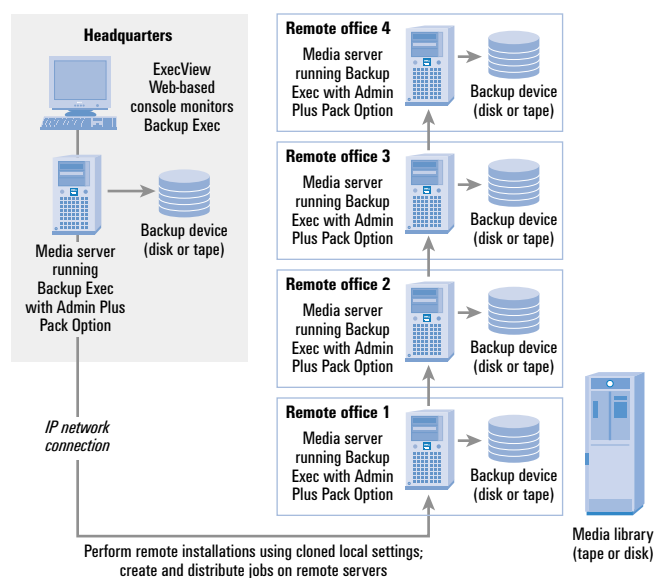 Headquarters
ExecView
Web-based
console monitors
Backup Exec
Backup device
(disk or tape)
Media server
running
Backup Exec
with Admin Plus
Pack Option
IP network
connection
Remote office 4
Media server
running Backup
Exec with Admin
Plus Pack Option
Backup device
(disk or tape)
Remote office 3
Media server
running Backup
Exec with Admin
Plus Pack Option
Backup device
(disk or tape)
Remote office 2
Media server
running Backup
Exec with Admin
Plus Pack Option
Backup device
(disk or tape)
Remote office 1
Media server
running Backup
Exec with Admin
Plus Pack Option
Backup device
(disk or tape)
Media library
(tape or disk)
Perform remote installations using cloned local settings;
create and distribute jobs on remote servers